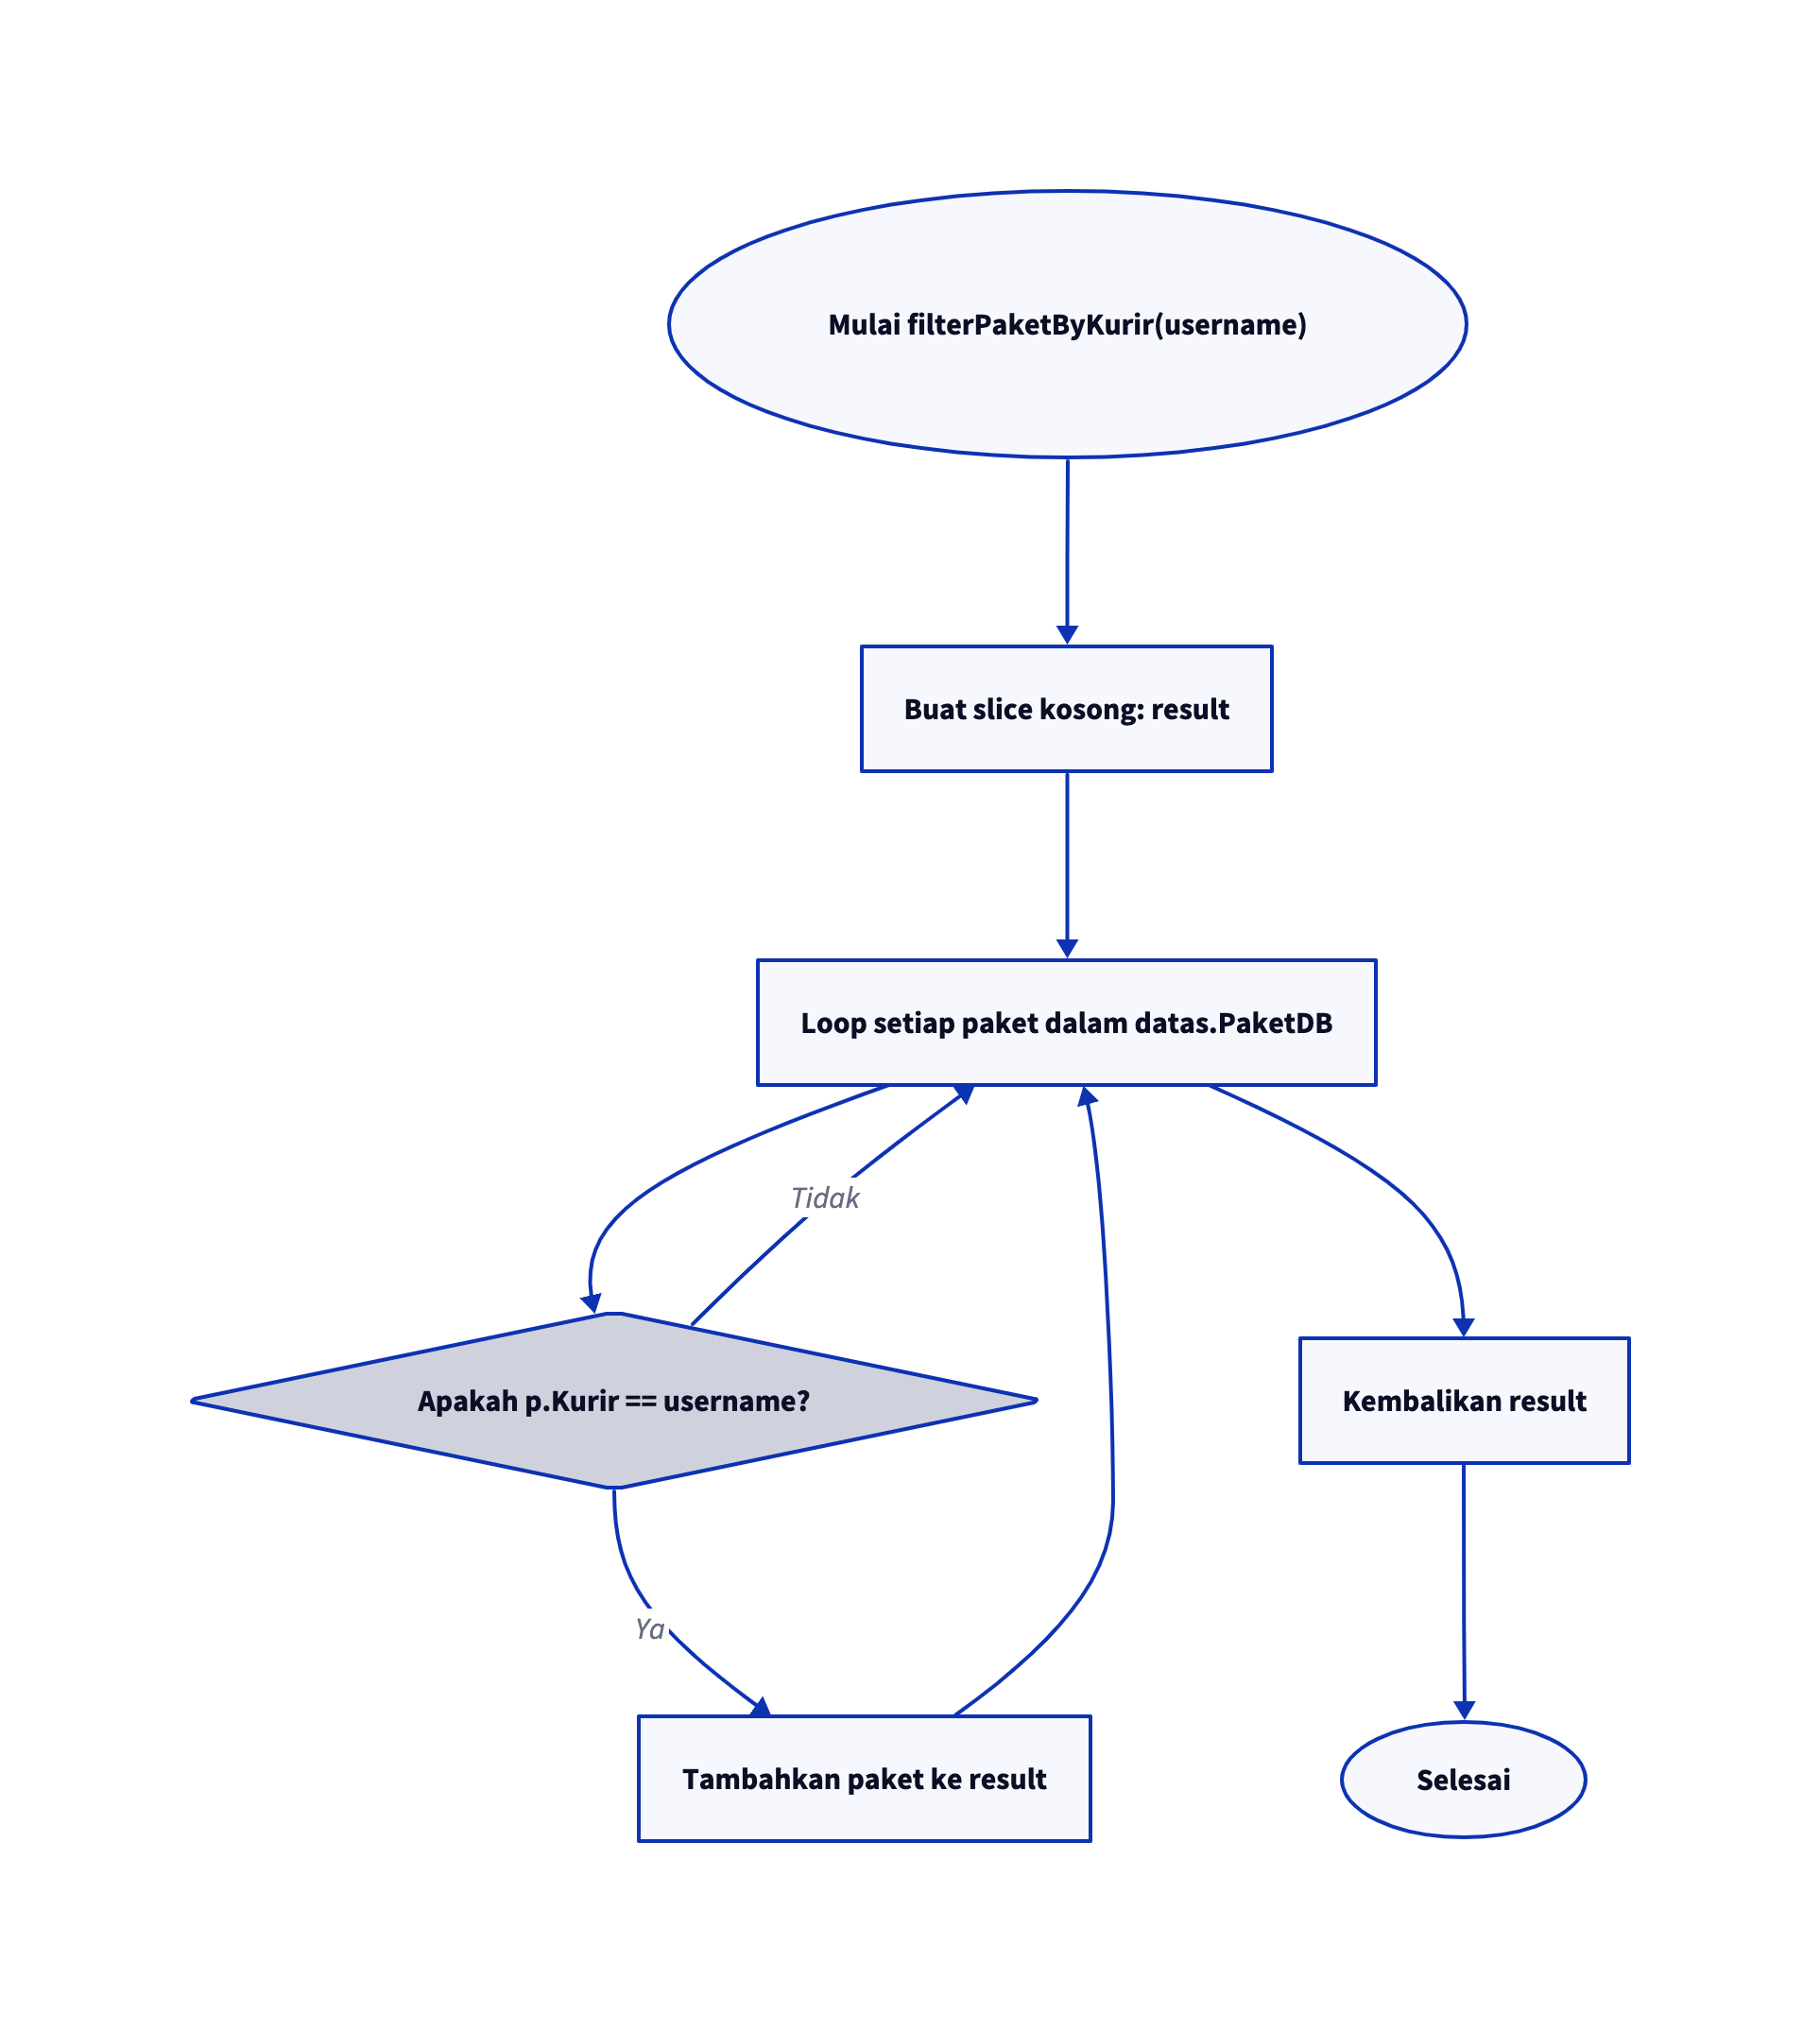 Mulai filterPaketByKurir(username)
Buat slice kosong: result
Loop setiap paket dalam datas.PaketDB
Tidak
Apakah p.Kurir == username?
Kembalikan result
Ya
Tambahkan paket ke result
Selesai